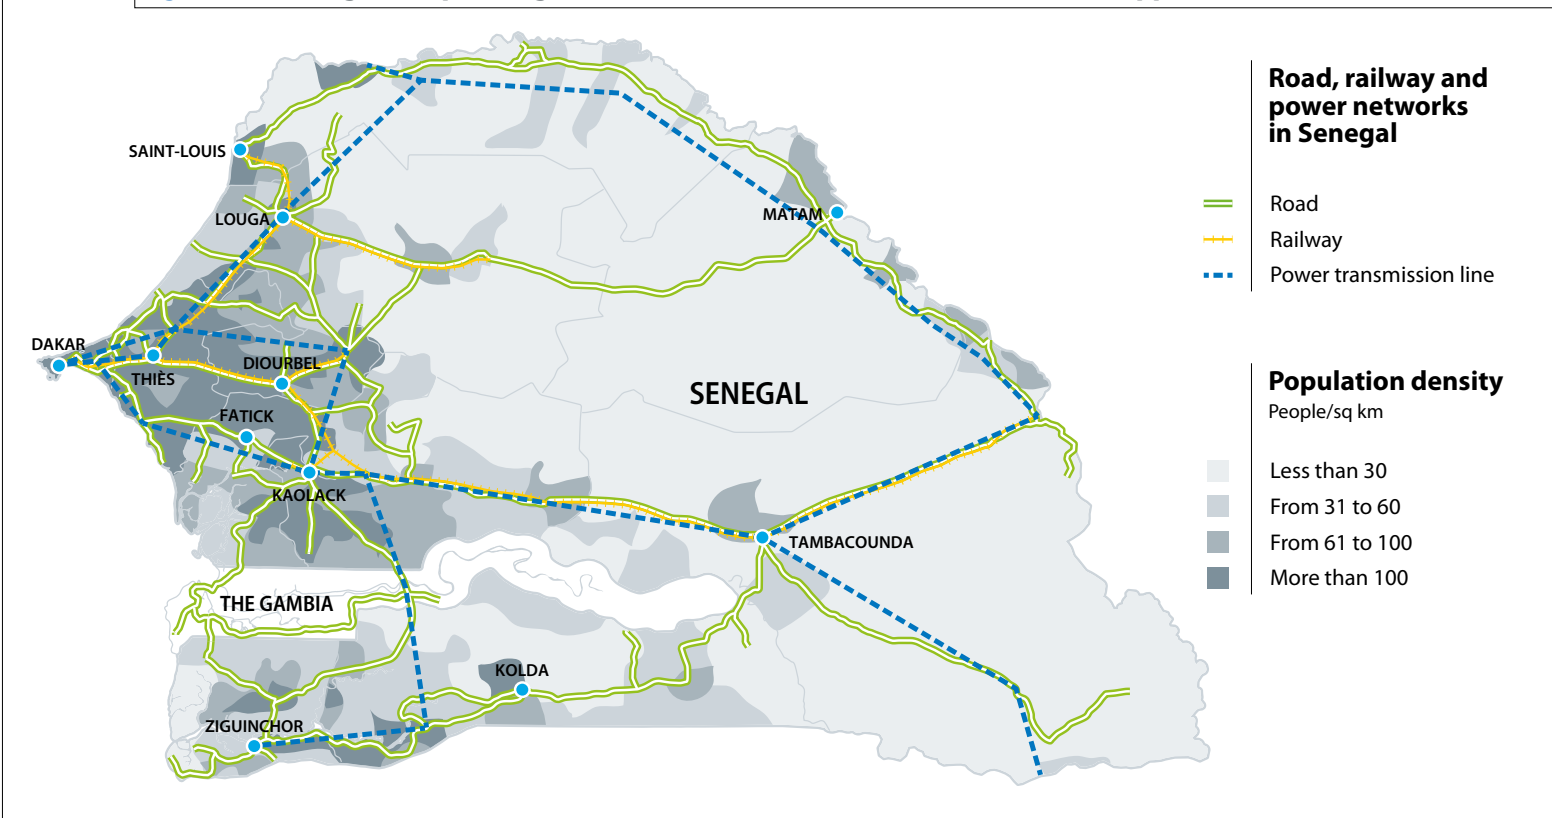 SAINT-LOUIS
LOUGA
MATAM
DAKAR
THIÈS
DIOURBEL
FATICK
KAOLACK
SENEGAL
TAMBACOUNDA
THE GAMBIA
KOLDA
ZIGUINCHOR
Road, railway and
power networks
in Senegal
Road
Railway
Power transmission line
Population density
People/sq km
Less than 30
From 31 to 60
From 61 to 100
More than 100